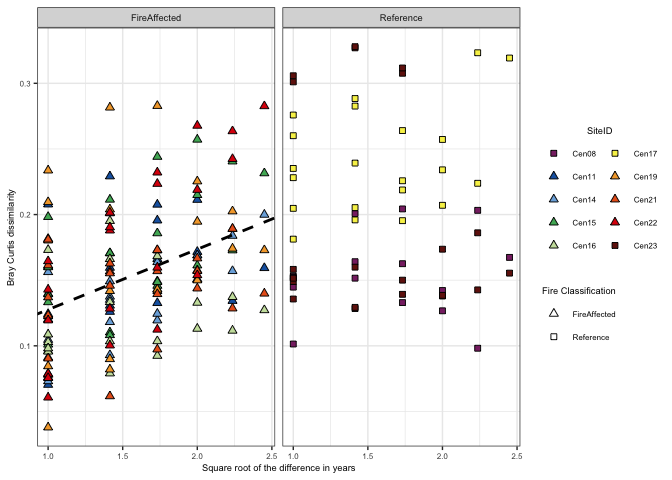 FireAffected
Reference
Bray Curtis dissimilarity
0.3
0.2
0.1
1.0 1.5 2.0 2.5 1.0 1.5 2.0 2.5
Square root of the difference in years
SiteID
Cen08 Cen17
Cen11 Cen19
Cen14 Cen21
Cen15 Cen22
Cen16 Cen23
Fire Classification
FireAffected
Reference